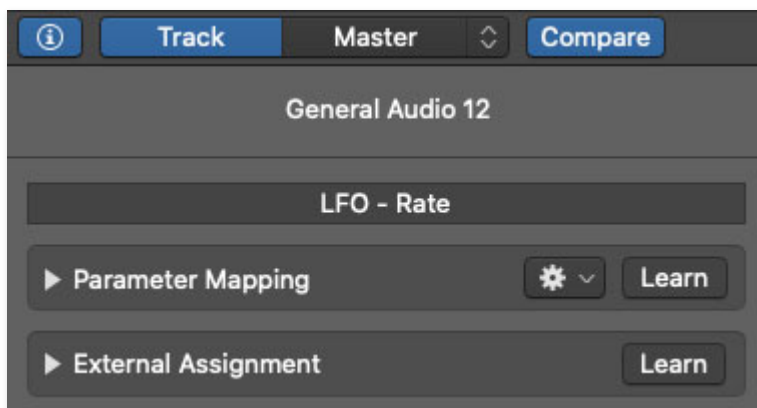 Track Master Compare
General Audio 12
LFO - Rate
Parameter Mapping Learn
External Assignment Learn